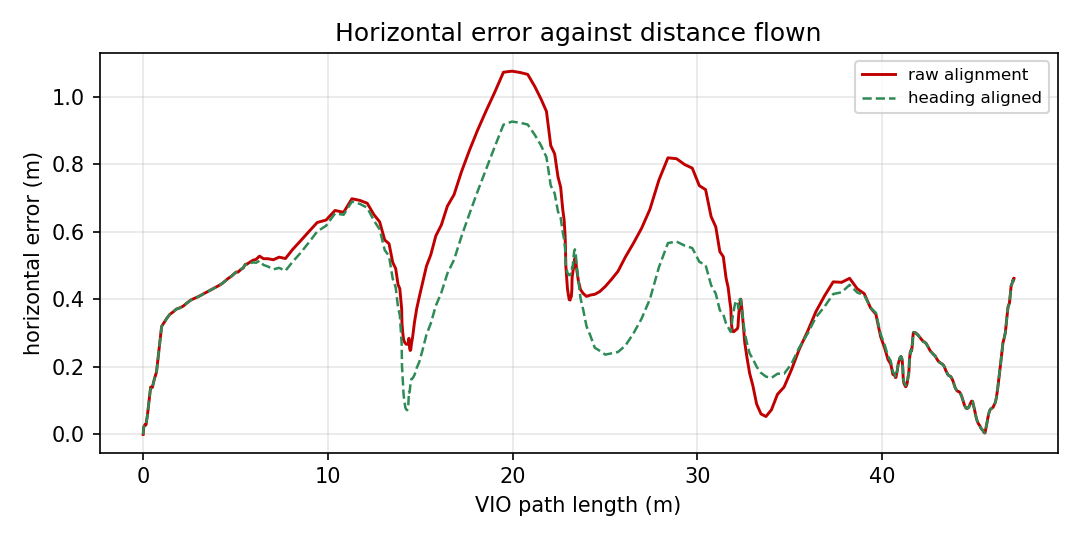 Horizontal error against distance flown
raw alignment
heading aligned
horizontal error (m)
1.0
0.8
0.6
0.4
0.2
0.0
0 10 20 30 40
VIO path length (m)